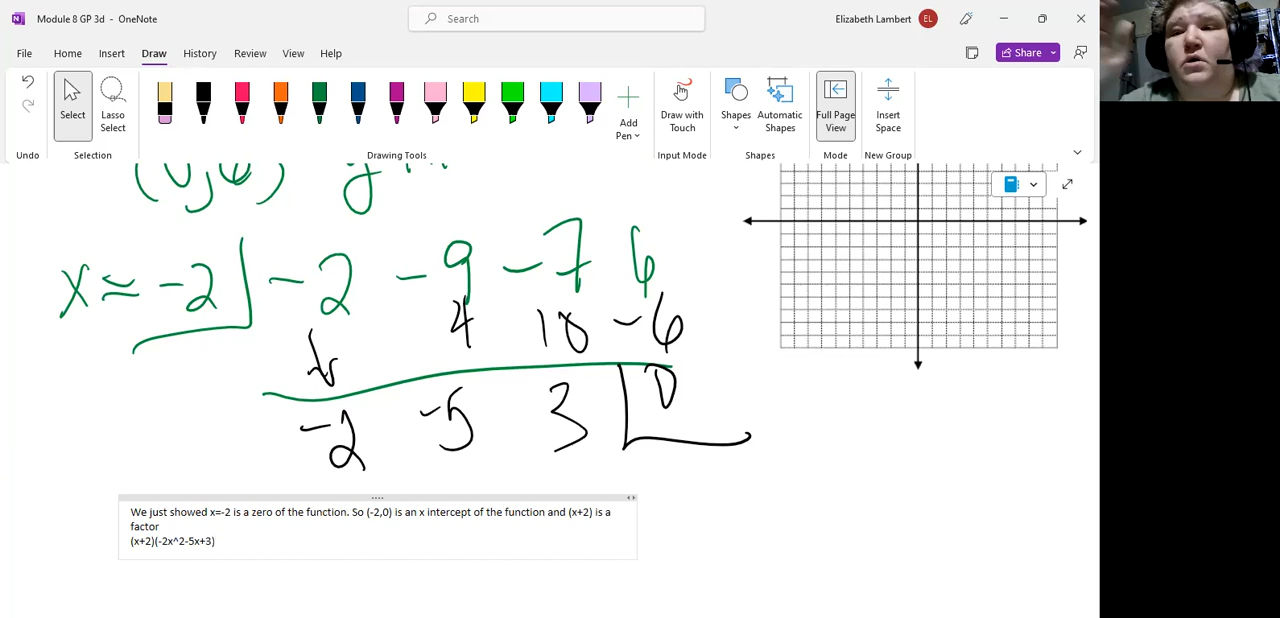 Module 8 GP 3d - OneNote
Search
Elizabeth Lambert EL
File Home Insert Draw History Review View Help
Share
Undo
Select
Lasso Select
Add Pen
Draw with Touch
Shapes
Automatic Shapes
Full Page View
Insert Space
Selection
Drawing Tools
Input Mode
Shapes
Mode
New Group
x ≈ -2 -2 -9 -7 6
4 10 -6
-2 -5 3 0
We just showed x=-2 is a zero of the function. So (-2,0) is an x intercept of the function and (x+2) is a
factor
(x+2)(-2x^2-5x+3)